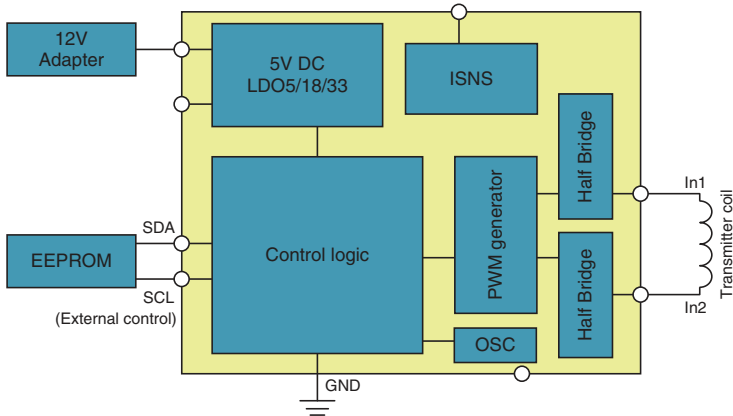 12V
Adapter
5V DC
LDO5/18/33
ISNS
Half Bridge
In1
SDA
EEPROM
SCL
(External control)
Control logic
PWM generator
Half Bridge
Transmitter coil
In2
OSC
GND